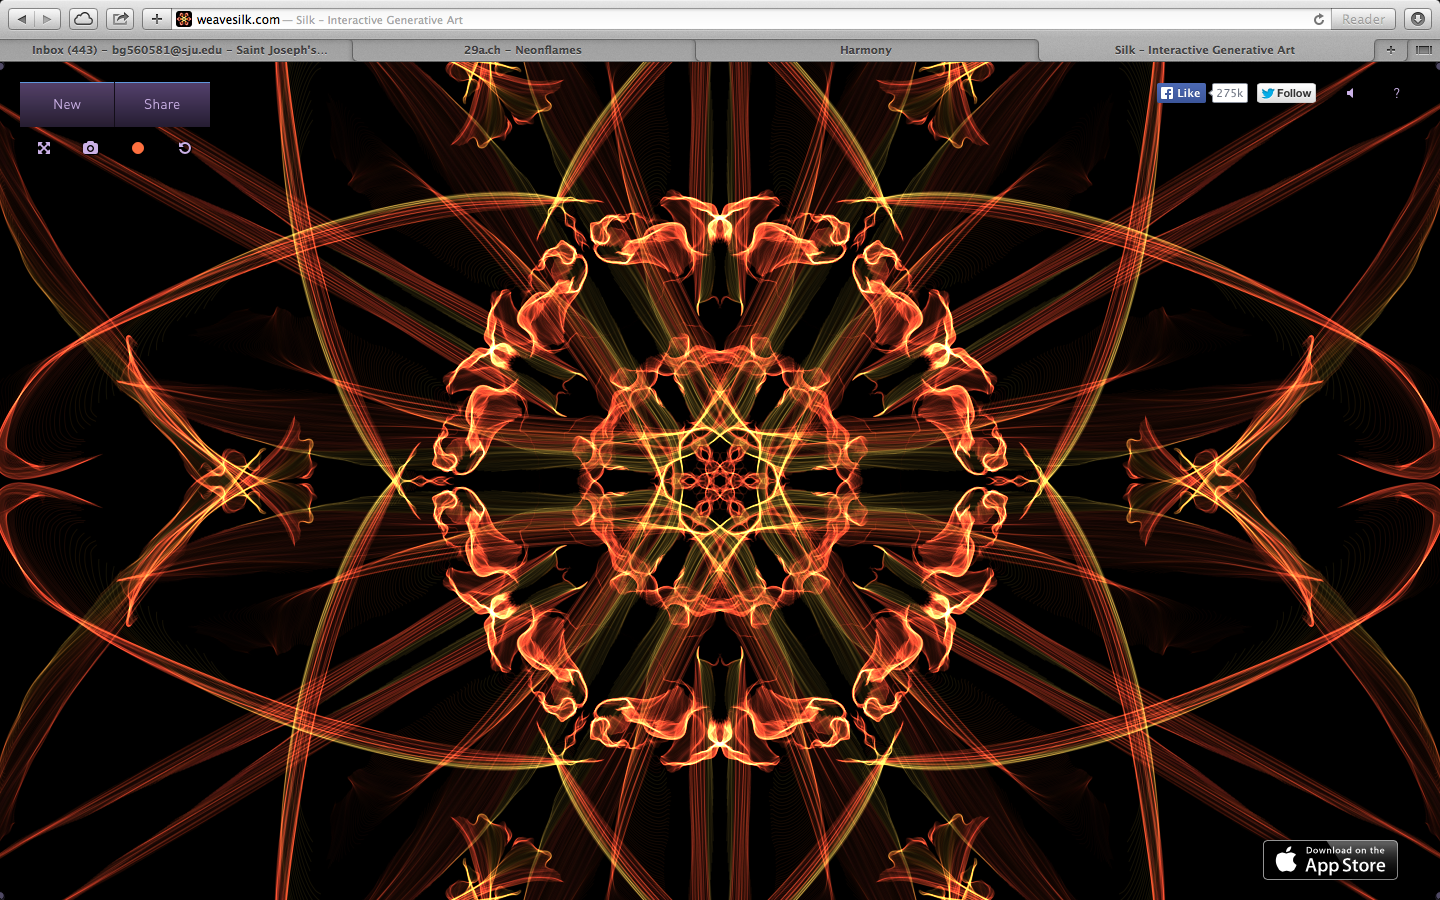 weavesilk.com — Silk – Interactive Generative Art
Reader
Inbox (443) – bg560581@sju.edu – Saint Joseph's...
29a.ch – Neonflames
Harmony
Silk – Interactive Generative Art
New
Share
Like
275k
Follow
?
Download on the
App Store